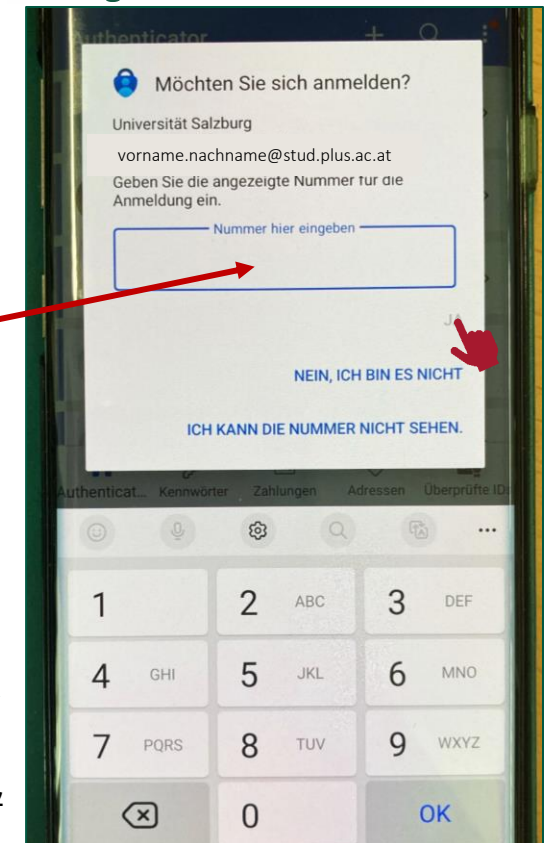 Authenticator
Möchten Sie sich anmelden?
Universität Salzburg
vorname.nachname@stud.plus.ac.at
Geben Sie die angezeigte Nummer für die
Anmeldung ein.
Nummer hier eingeben
JA
NEIN, ICH BIN ES NICHT
ICH KANN DIE NUMMER NICHT SEHEN.
Authenticat... Kennwörter Zahlungen Adressen Überprüfte IDs
1
2 ABC
3 DEF
4 GHI
5 JKL
6 MNO
7 PQRS
8 TUV
9 WXYZ
0
OK